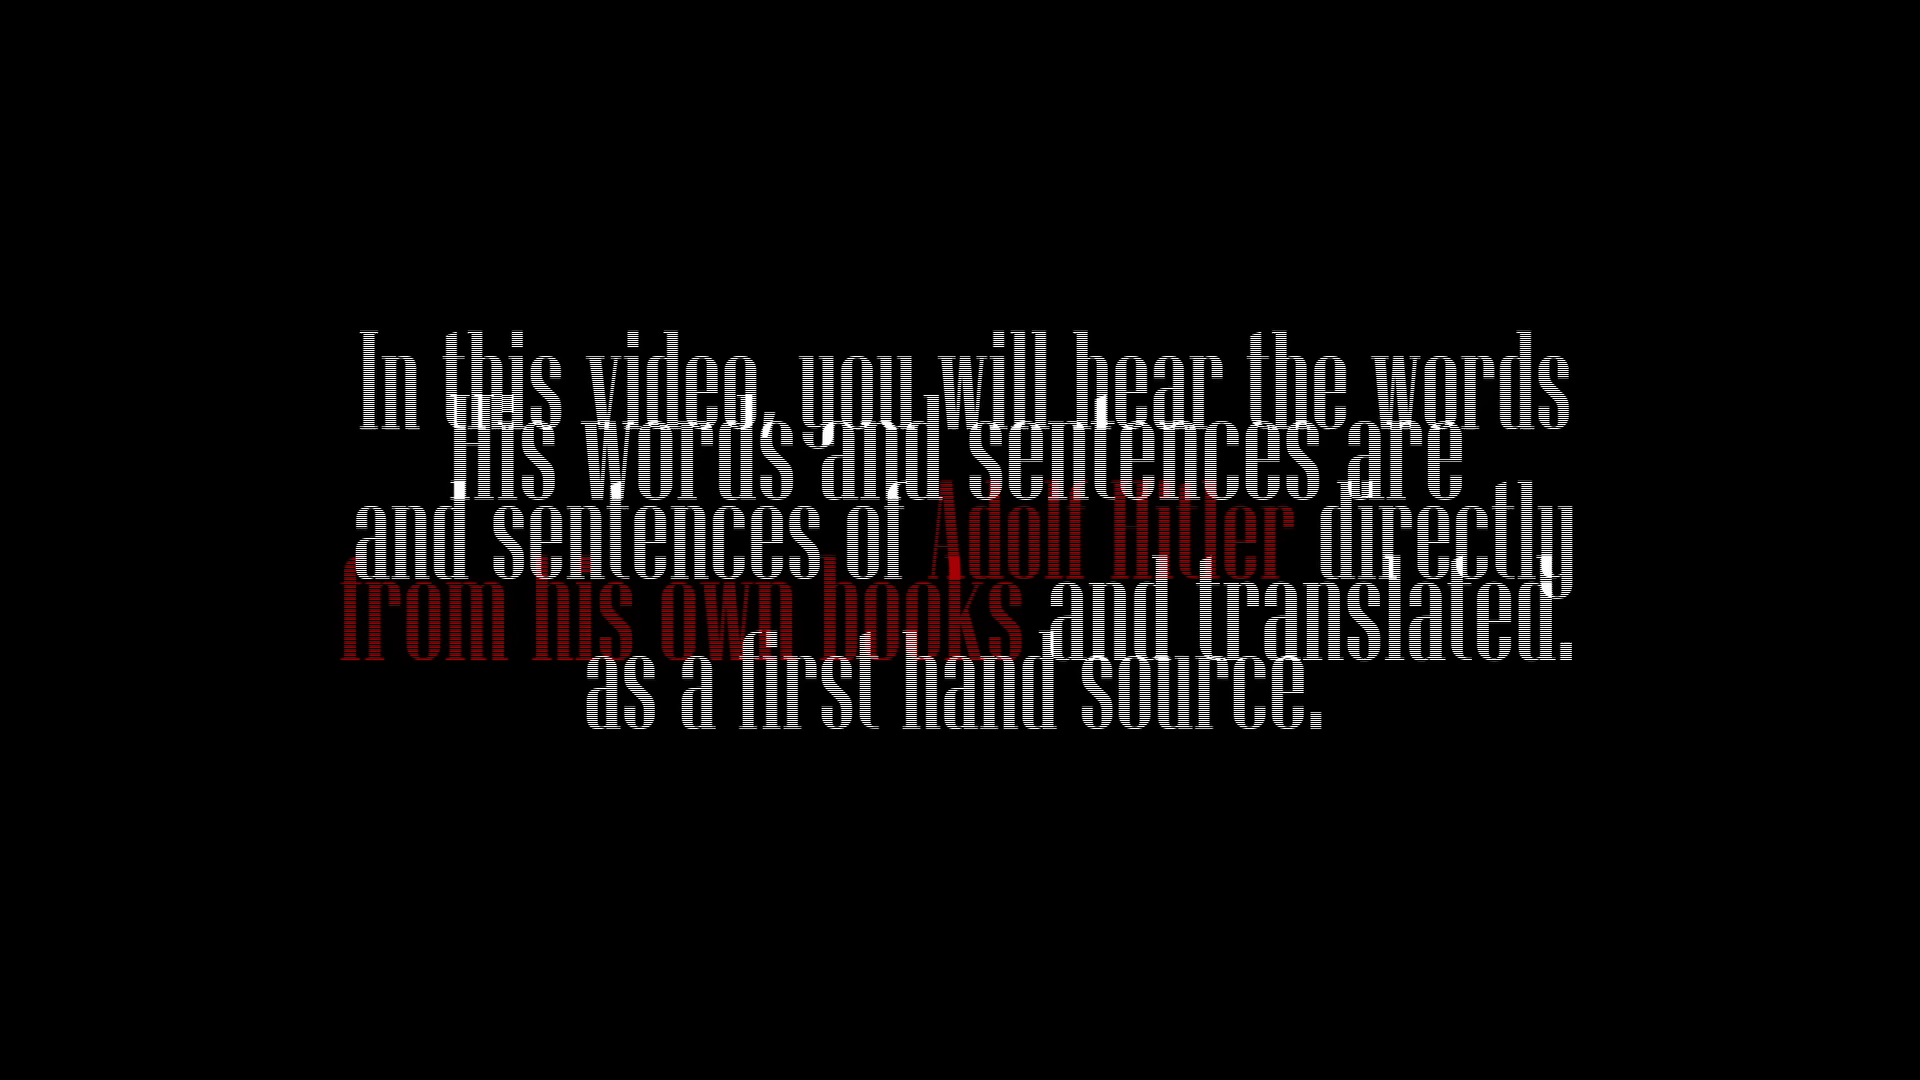 In this video, you will hear the words
His words and sentences are
and sentences of Adolf Hitler directly
from his own books and translated.
as a first hand source.